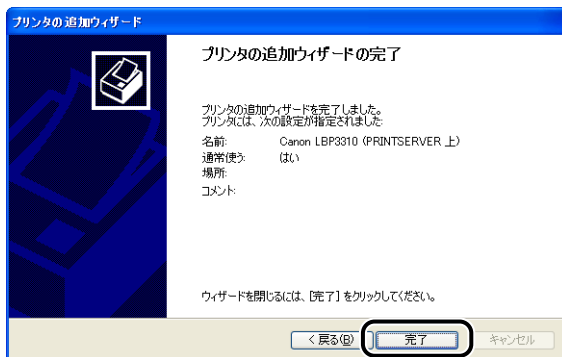 プリンタの追加ウィザード
プリンタの追加ウィザードの完了
プリンタの追加ウィザードを完了しました。
プリンタには、次の設定が指定されました:
名前: Canon LBP3310 (PRINTSERVER 上)
通常使う: はい
場所:
コメント:
ウィザードを閉じるには、[完了] をクリックしてください。
< 戻る(B)
完了
キャンセル